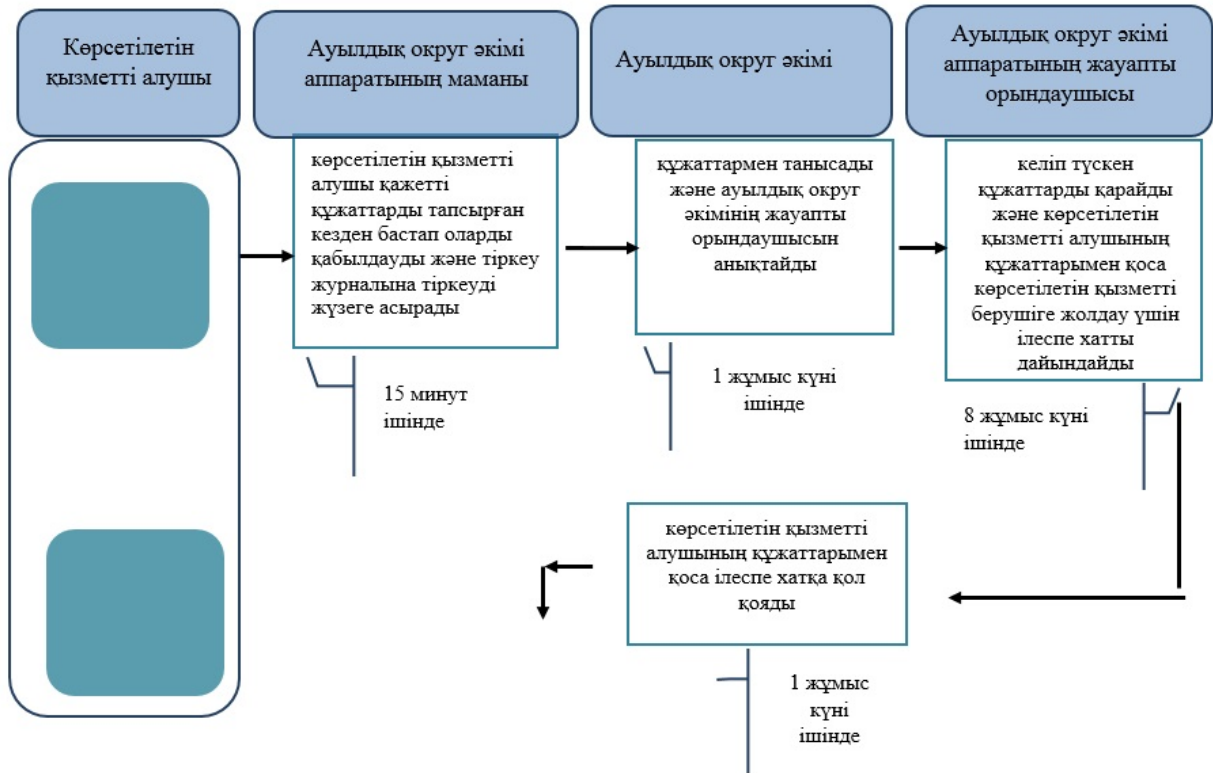 Көрсетілетін
қызметті алушы
Ауылдық округ әкімі
аппаратының маманы
Ауылдық округ әкімі
Ауылдық округ әкімі
аппаратының жауапты
орындаушысы
көрсетілетін қызметті
алушы қажетті
құжаттарды тапсырған
кезден бастап оларды
қабылдауды және тіркеу
журналына тіркеуді
жүзеге асырады
құжаттармен танысады
және ауылдық округ
әкімінің жауапты
орындаушысын
анықтайды
келіп түскен
құжаттарды қарайды
және көрсетілетін
қызметті алушының
құжаттарымен қоса
көрсетілетін қызметті
берушіге жолдау үшін
ілеспе хатты
дайындайды
15 минут
ішінде
1 жұмыс күні
ішінде
8 жұмыс күні
ішінде
көрсетілетін қызметті
алушының құжаттарымен
қоса ілеспе хатқа қол
қояды
1 жұмыс
күні
ішінде